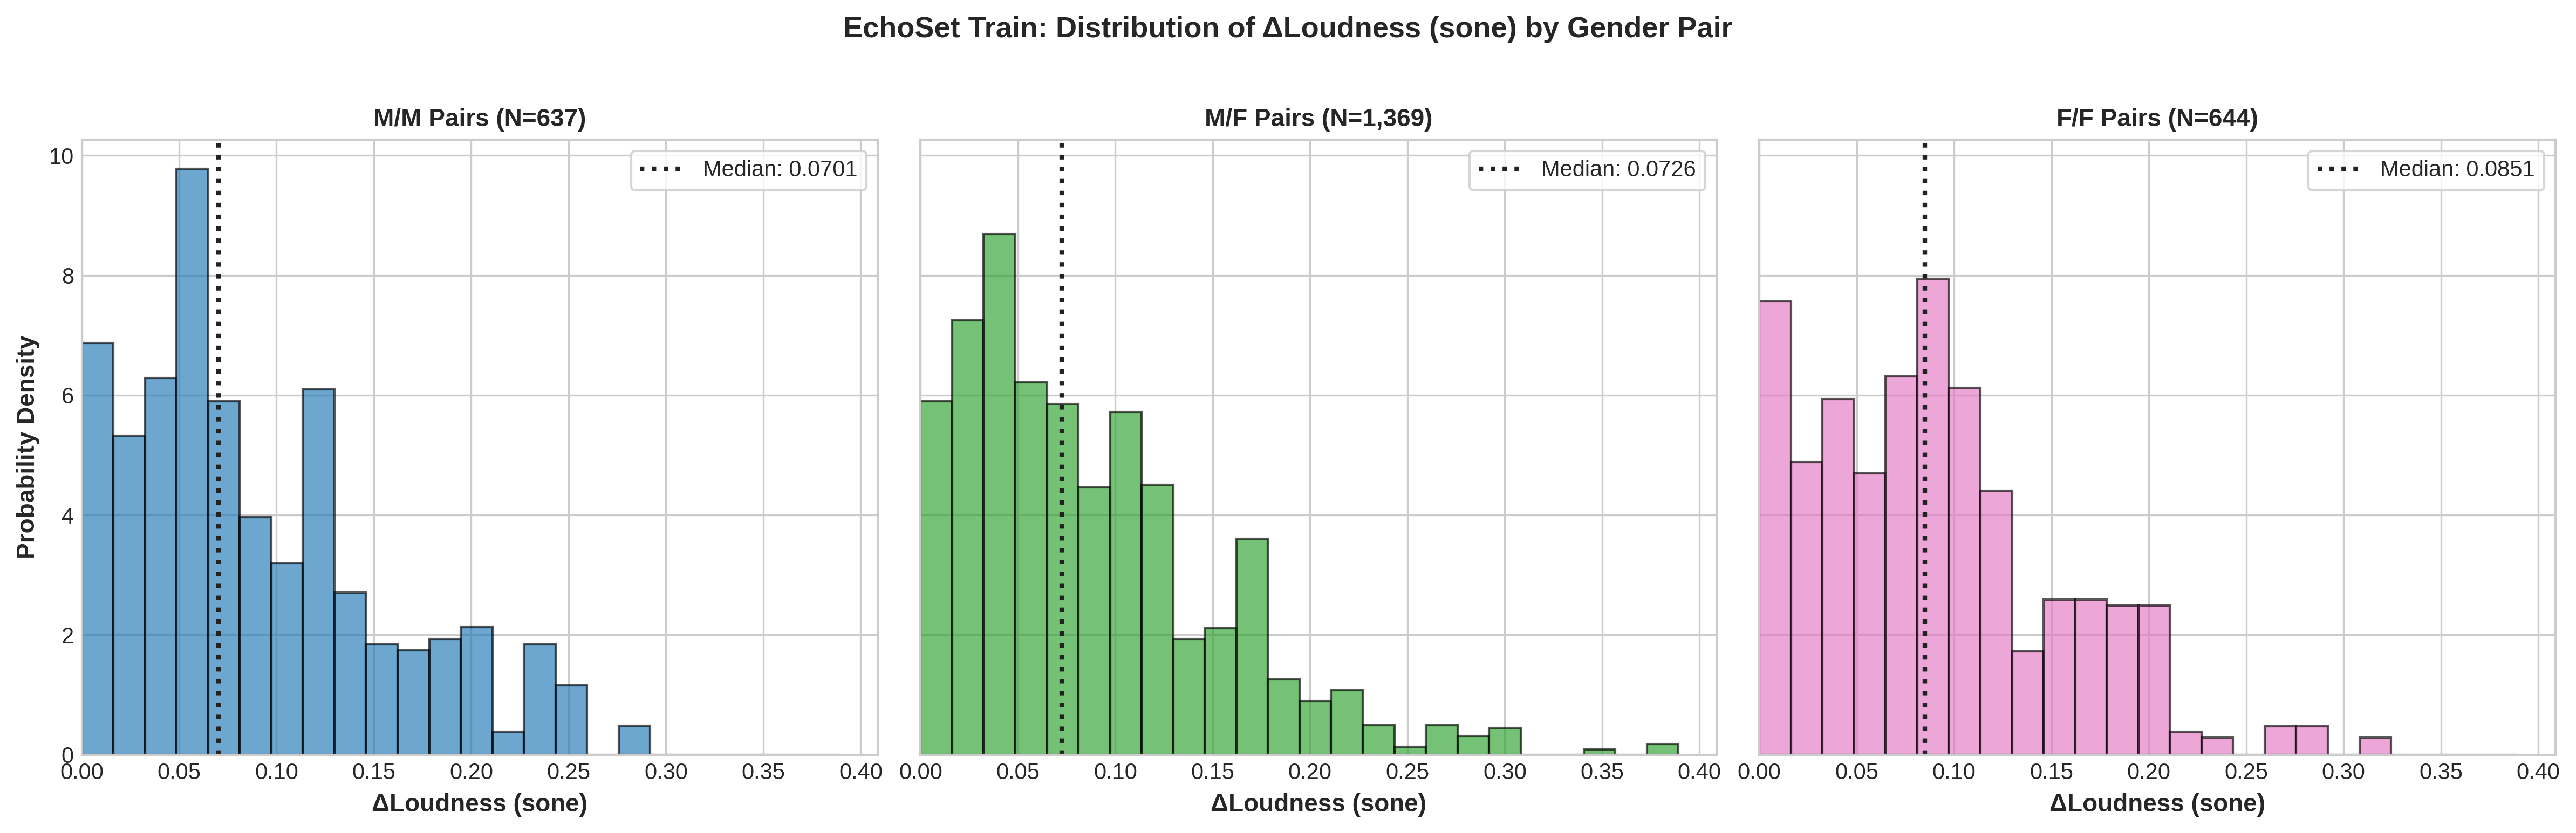 EchoSet Train: Distribution of ΔLoudness (sone) by Gender Pair
M/M Pairs (N=637)
M/F Pairs (N=1,369)
F/F Pairs (N=644)
Median: 0.0701
Median: 0.0726
Median: 0.0851
Probability Density
10
8
6
4
2
0
0.00 0.05 0.10 0.15 0.20 0.25 0.30 0.35 0.40
0.00 0.05 0.10 0.15 0.20 0.25 0.30 0.35 0.40
0.00 0.05 0.10 0.15 0.20 0.25 0.30 0.35 0.40
ΔLoudness (sone)
ΔLoudness (sone)
ΔLoudness (sone)